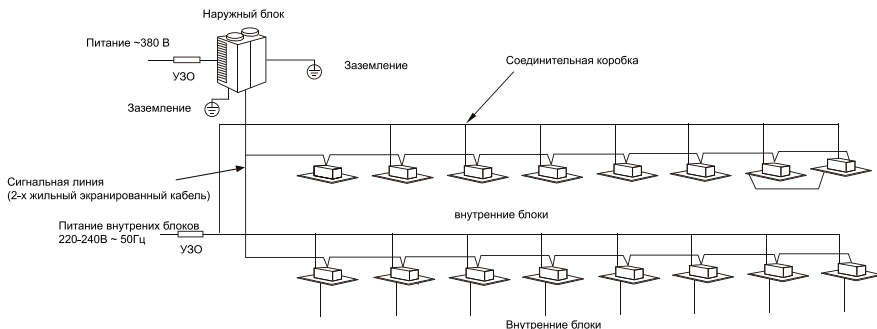 Наружный блок
Питание ~380 В
УЗО
Заземление
Соединительная коробка
Заземление
Сигнальная линия
(2-х жильный экранированный кабель)
внутренние блоки
Питание внутрених блоков
220-240В ~ 50Гц
УЗО
Внутренние блоки